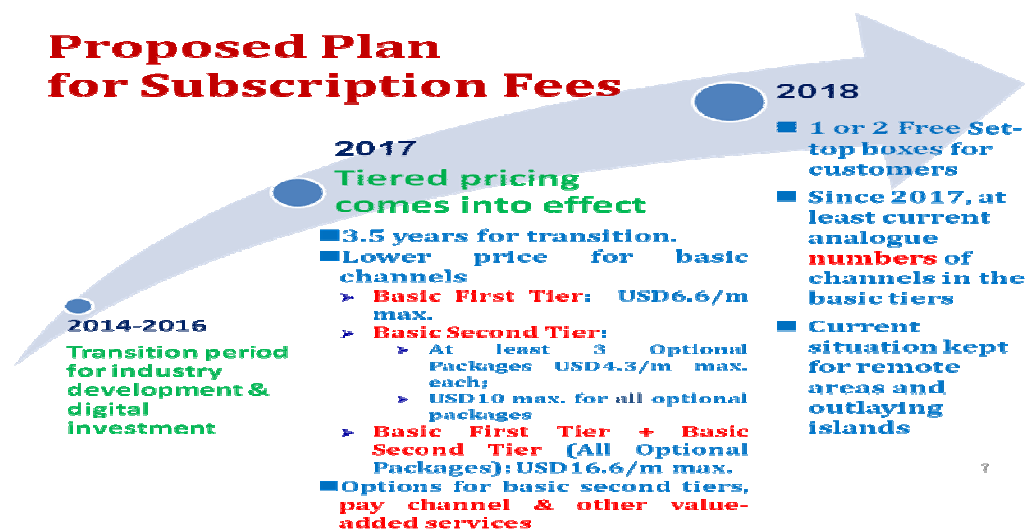 Proposed Plan
for Subscription Fees
2014-2016
Transition period
for industry
development &
digital
investment
2017
Tiered pricing
comes into effect
3.5 years for transition.
Lower price for basic
channels
Basic First Tier: USD6.6/m
max.
Basic Second Tier:
At least 3 Optional
Packages USD4.3/m max.
each;
USD10 max. for all optional
packages
Basic First Tier + Basic
Second Tier (All Optional
Packages): USD16.6/m max.
Options for basic second tiers,
pay channel & other value-
added services
2018
1 or 2 Free Set-
top boxes for
customers
Since 2017, at
least current
analogue
numbers of
channels in the
basic tiers
Current
situation kept
for remote
areas and
outlaying
islands
7